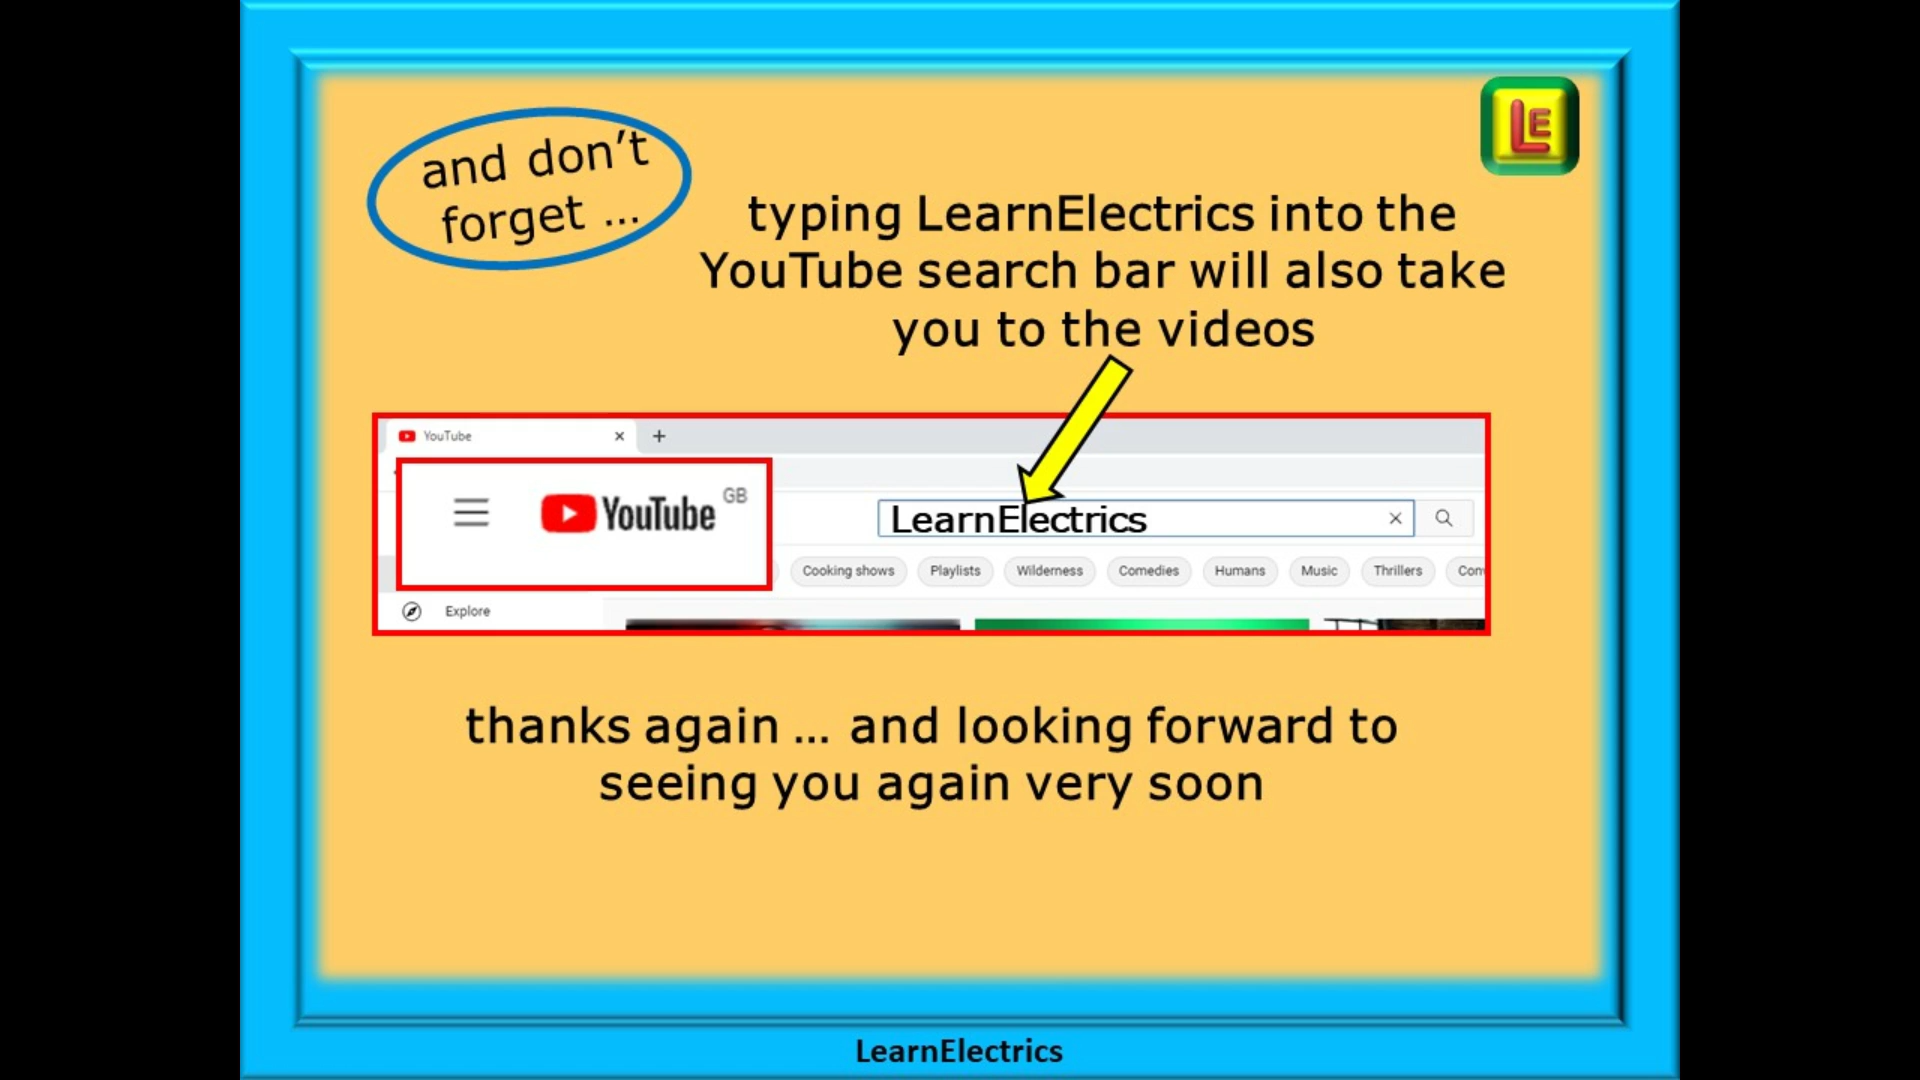 and don't
forget ...
LE
typing LearnElectrics into the
YouTube search bar will also take
you to the videos
YouTube
YouTube GB
LearnElectrics
Cooking shows Playlists Wilderness Comedies Humans Music Thrillers
Explore
thanks again ... and looking forward to
seeing you again very soon
LearnElectrics